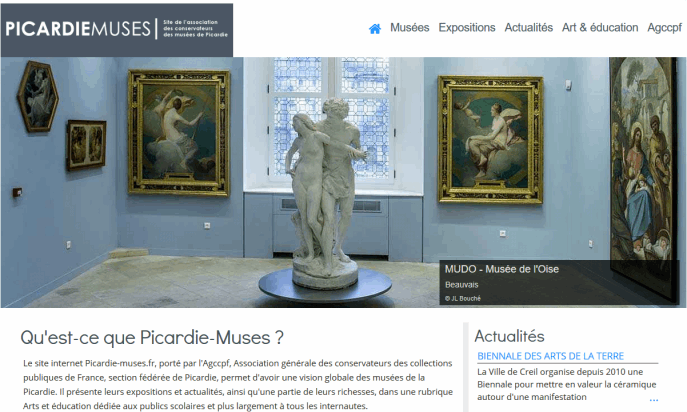 PICARDIEMUSES
Site de l'association
des conservateurs
des musées de Picardie
Musées Expositions Actualités Art & éducation Agccpf
MUDO - Musée de l'Oise
Beauvais
© JL Bouché
Qu'est-ce que Picardie-Muses ?
Le site internet Picardie-muses.fr, porté par l'Agccpf, Association générale des conservateurs des collections
publiques de France, section fédérée de Picardie, permet d'avoir une vision globale des musées de la
Picardie. Il présente leurs expositions et actualités, ainsi qu'une partie de leurs richesses, dans une rubrique
Arts et éducation dédiée aux publics scolaires et plus largement à tous les internautes.
Actualités
BIENNALE DES ARTS DE LA TERRE
La Ville de Creil organise depuis 2010 une
Biennale pour mettre en valeur la céramique
autour d'une manifestation
...